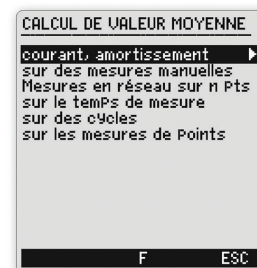 CALCUL DE VALEUR MOYENNE
courant, amortissement
sur des mesures manuelles
Mesures en réseau sur n Pts
sur le temPs de mesure
sur des cYcles
sur les mesures de Points
F ESC